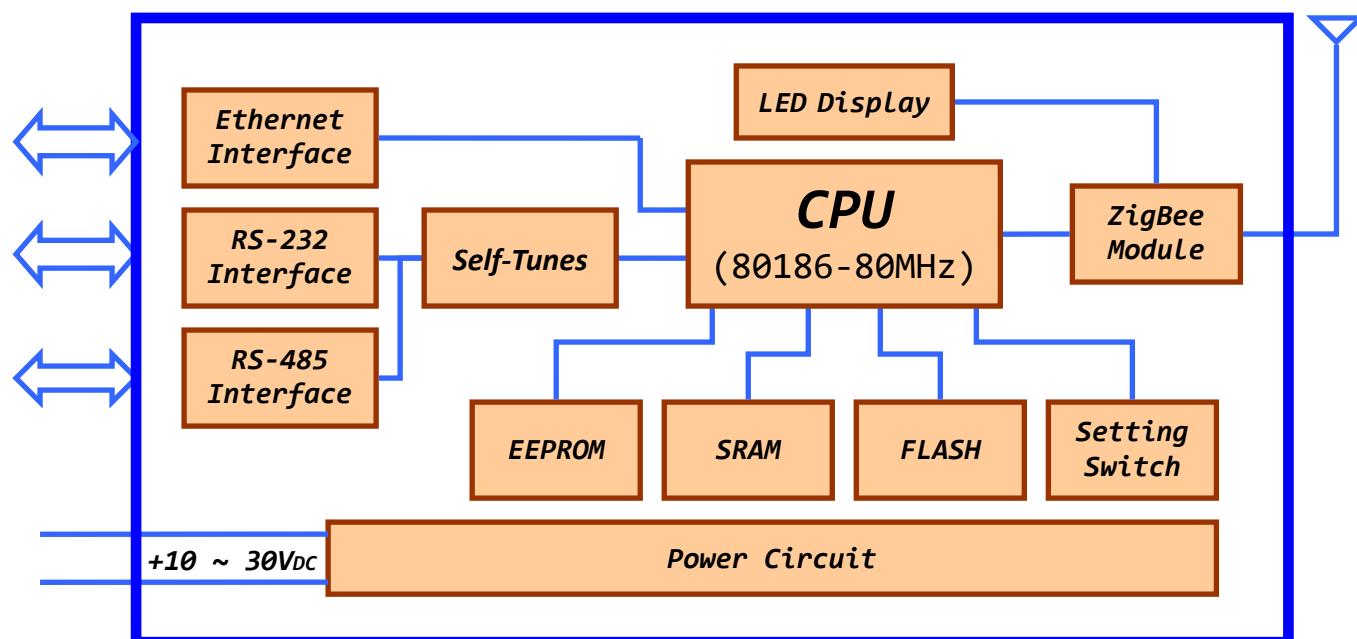 LED Display
Ethernet
Interface
CPU
(80186-80MHz)
ZigBee
Module
RS-232
Interface
Self-Tunes
RS-485
Interface
EEPROM
SRAM
FLASH
Setting
Switch
+10 ~ 30VDC
Power Circuit